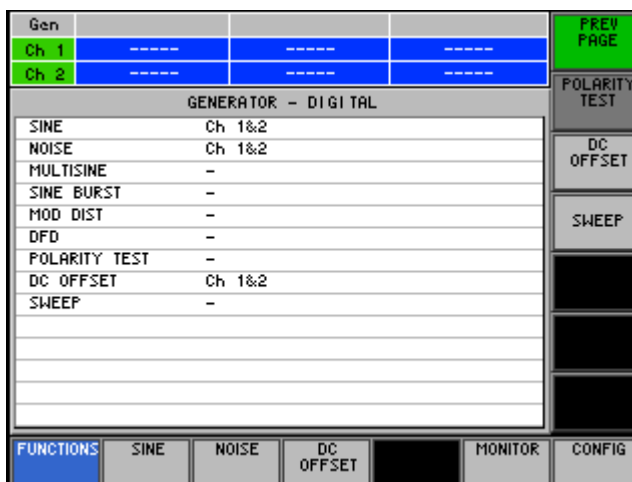 Gen
Ch 1 ----- ----- -----
Ch 2 ----- ----- -----
GENERATOR - DIGITAL
SINE Ch 1&2
NOISE Ch 1&2
MULTISINE -
SINE BURST -
MOD DIST -
DFD -
POLARITY TEST -
DC OFFSET Ch 1&2
SWEEP -
PREV
PAGE
POLARITY
TEST
DC
OFFSET
SWEEP
FUNCTIONS SINE NOISE DC MONITOR CONFIG
OFFSET